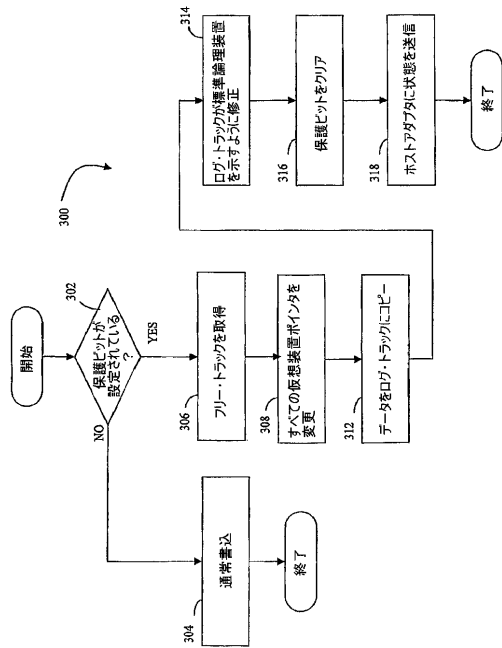 300
開始
302
保護ビットが
設定されている
?
NO
YES
304
通常書込
終了
306
フリー・トラックを取得
308
すべての仮想装置ポインタを
変更
312
データをログ・トラックにコピー
314
ログ・トラックが標準論理装置
を示すように修正
316
保護ビットをクリア
318
ホストアダプタに状態を送信
終了